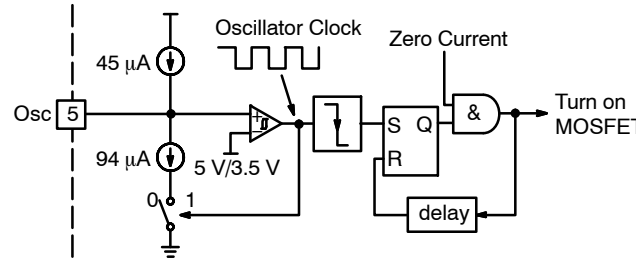 Oscillator Clock
Zero Current
45 μA
Osc 5
Turn on
MOSFET
+
−
&
S Q
R
94 μA
5 V/3.5 V
0 1
delay